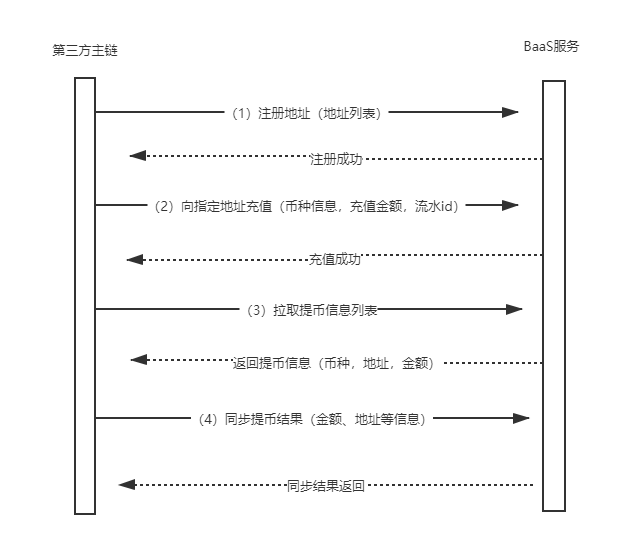 第三方主链
BaaS服务
（1）注册地址（地址列表）
注册成功
（2）向指定地址充值（币种信息，充值金额，流水id）
充值成功
（3）拉取提币信息列表
返回提币信息（币种，地址，金额）
（4）同步提币结果（金额、地址等信息）
同步结果返回